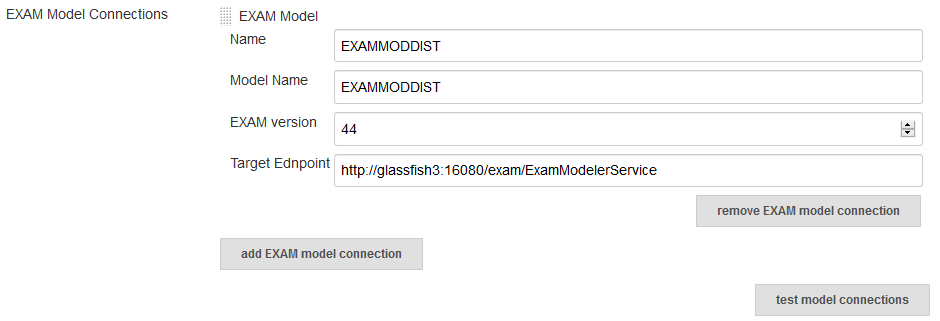 EXAM Model Connections
EXAM Model
Name
EXAMMODDIST
Model Name
EXAMMODDIST
EXAM version
44
Target Ednpoint
http://glassfish3:16080/exam/ExamModelerService
remove EXAM model connection
add EXAM model connection
test model connections